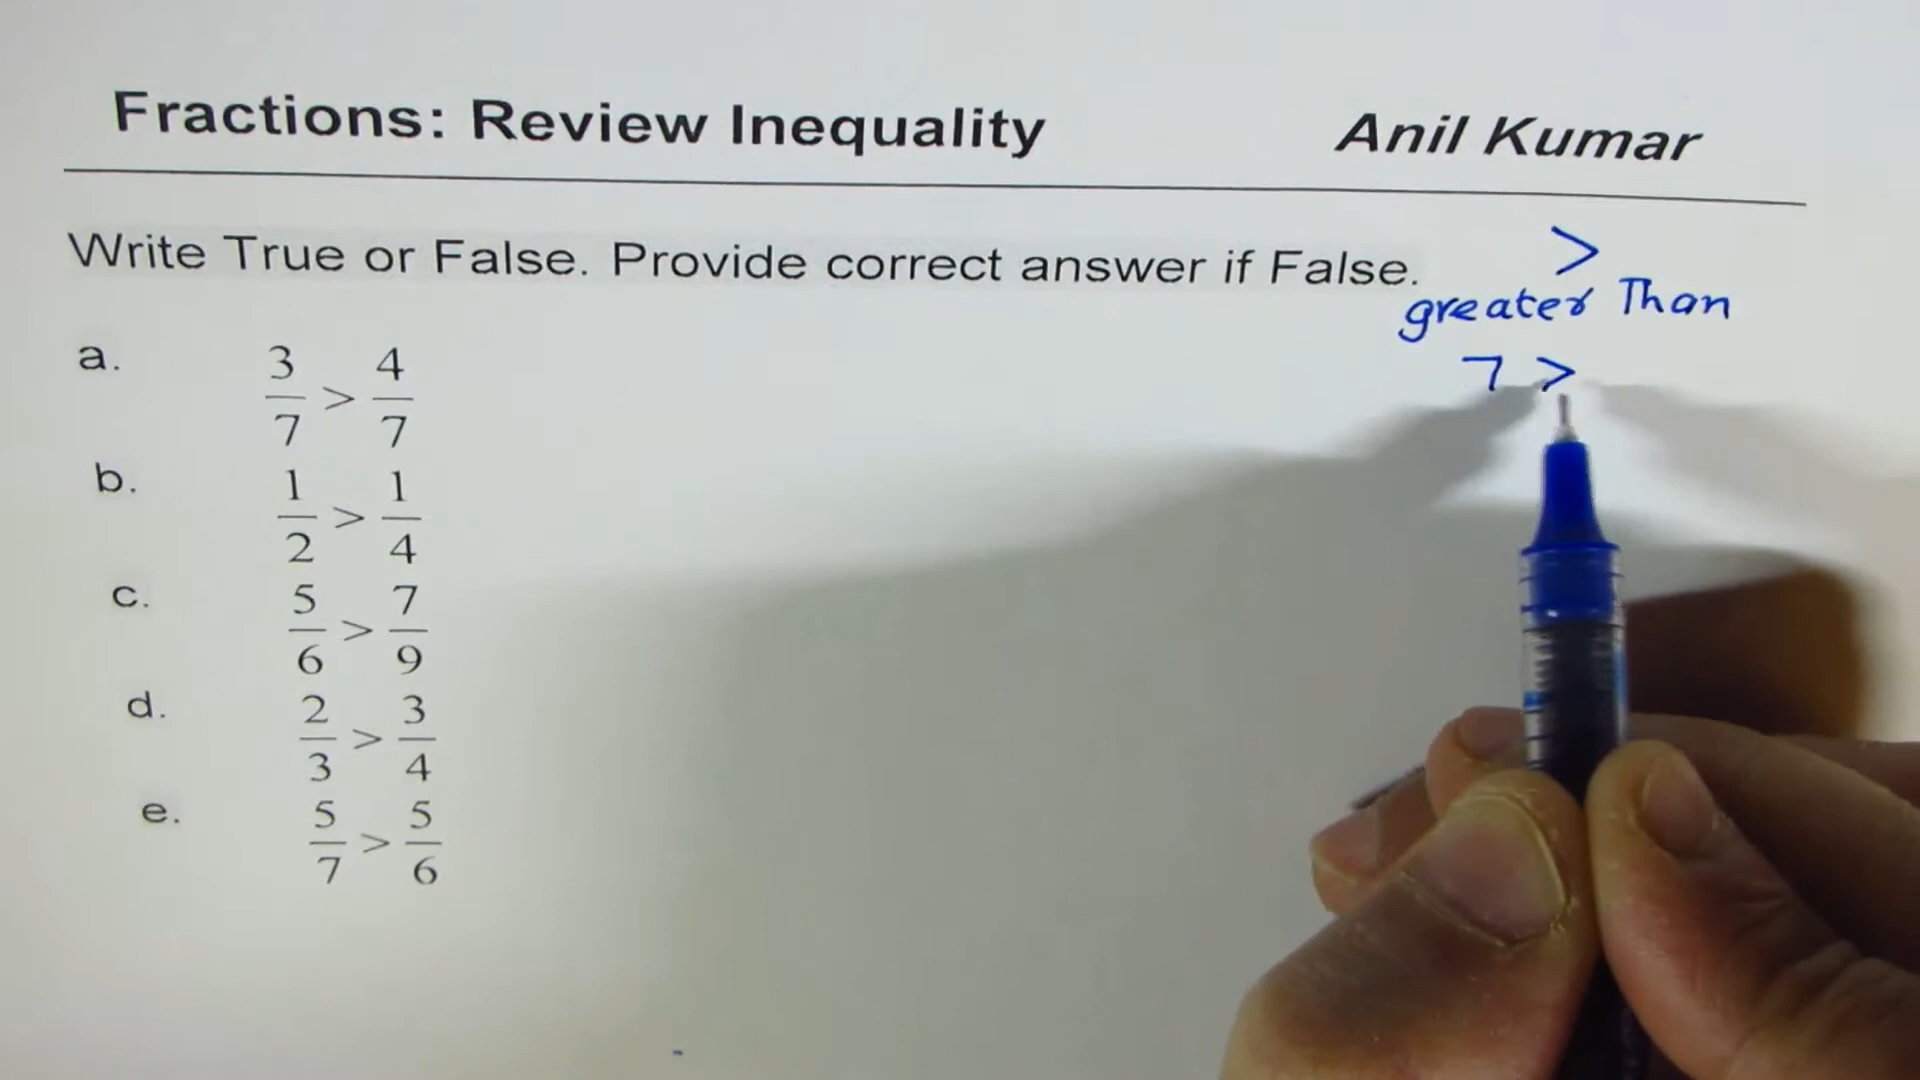 Fractions: Review Inequality Anil Kumar
Write True or False. Provide correct answer if False. >
greater Than
7 >
a. 3/7 > 4/7
b. 1/2 > 1/4
c. 5/6 > 7/9
d. 2/3 > 3/4
e. 5/7 > 5/6